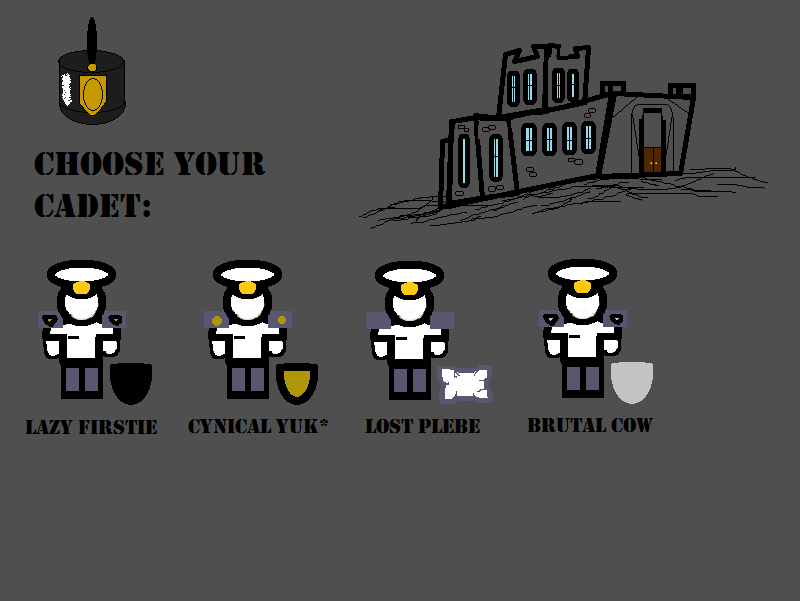 CHOOSE YOUR
CADET:
LAZY FIRSTIE
CYNICAL YUK*
LOST PLEBE
BRUTAL COW